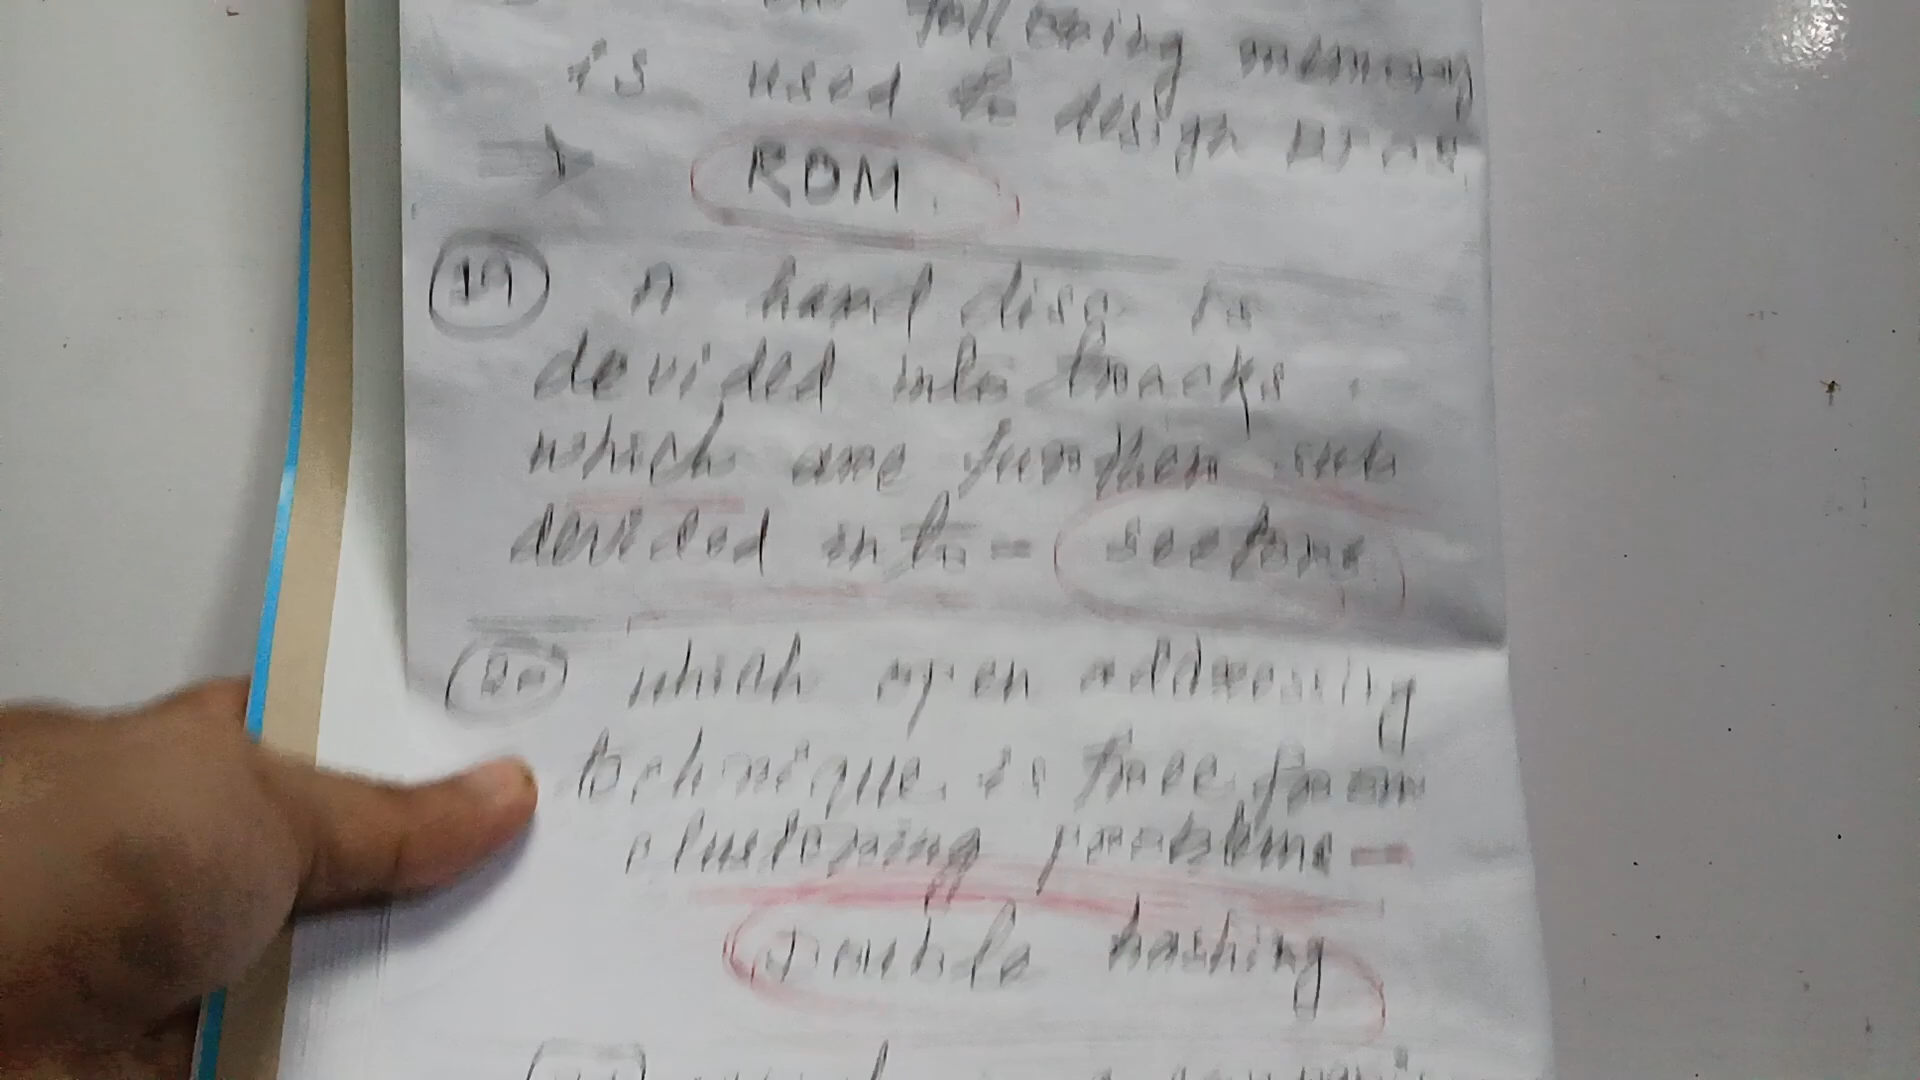 following memory
is used to design
ROM
19 A hard disc is
devided into tracks
which are further sub
devided into - sectors
20 which open addressing
technique is free from
clustering problems -
Double hashing